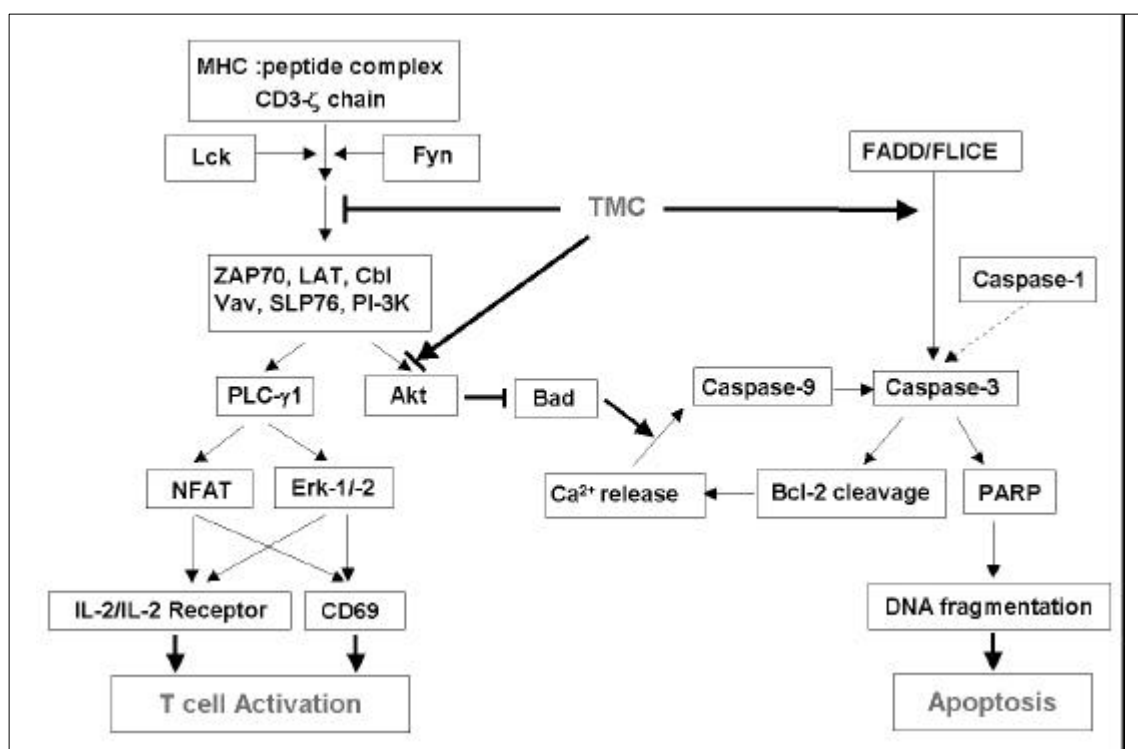 MHC :peptide complex
CD3-ζ chain
Lck
Fyn
FADD/FLICE
TMC
ZAP70, LAT, Cbl
Vav, SLP76, PI-3K
Caspase-1
PLC-γ1
Akt
Bad
Caspase-9
Caspase-3
NFAT
Erk-1/-2
Ca²⁺ release
Bcl-2 cleavage
PARP
IL-2/IL-2 Receptor
CD69
DNA fragmentation
T cell Activation
Apoptosis